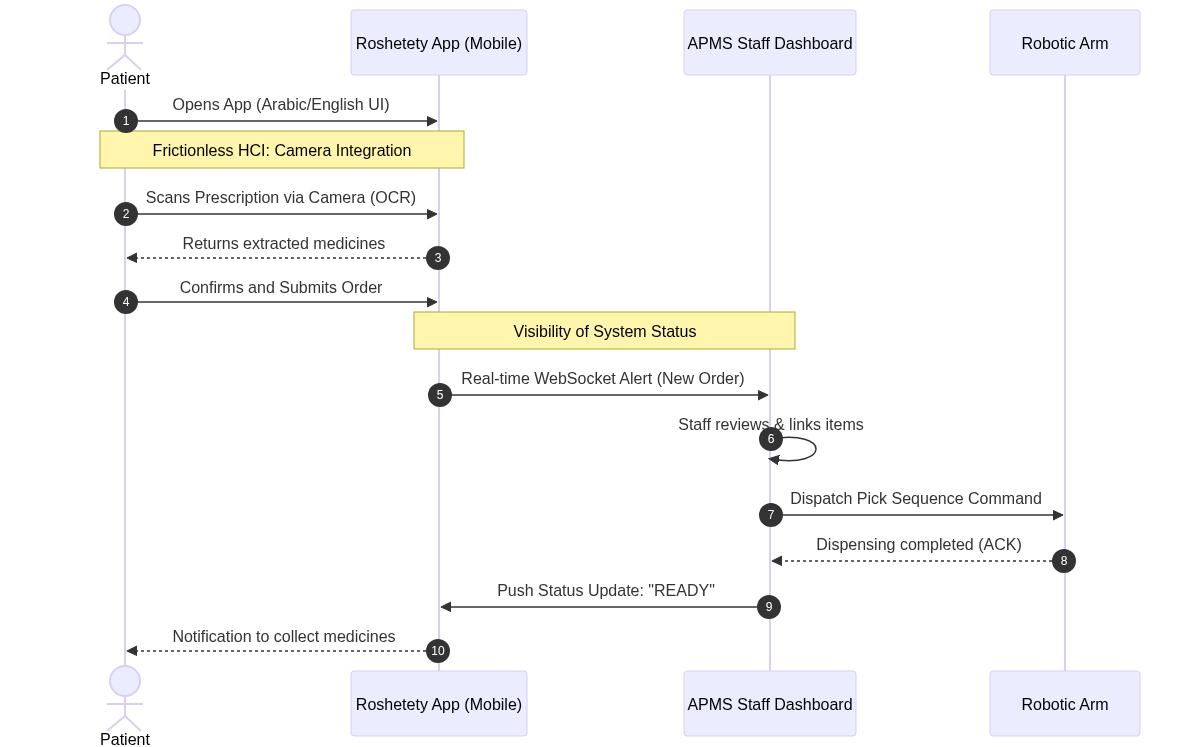 Patient
Roshetety App (Mobile)
APMS Staff Dashboard
Robotic Arm
Opens App (Arabic/English UI)
1
Frictionless HCI: Camera Integration
Scans Prescription via Camera (OCR)
2
Returns extracted medicines
3
Confirms and Submits Order
4
Visibility of System Status
Real-time WebSocket Alert (New Order)
5
Staff reviews & links items
6
Dispatch Pick Sequence Command
7
Dispensing completed (ACK)
8
Push Status Update: "READY"
9
Notification to collect medicines
10
Patient
Roshetety App (Mobile)
APMS Staff Dashboard
Robotic Arm